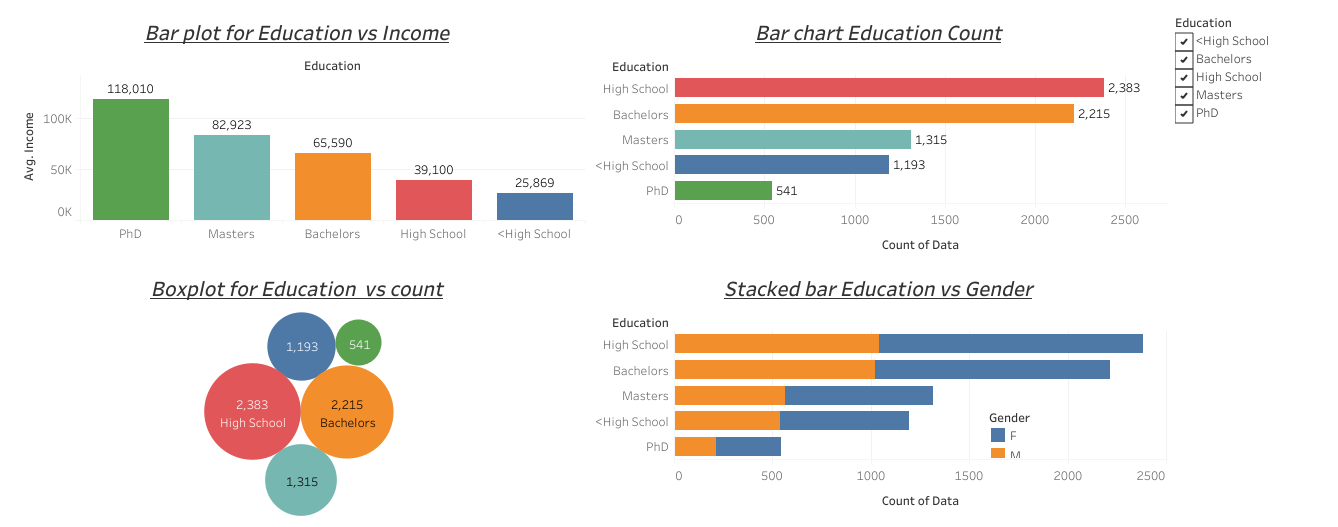 Bar plot for Education vs Income
Education
Avg. Income
100K
50K
0K
118,010
82,923
65,590
39,100
25,869
PhD
Masters
Bachelors
High School
<High School
Bar chart Education Count
Education
High School
2,383
Bachelors
2,215
Masters
1,315
<High School
1,193
PhD
541
0
500
1000
1500
2000
2500
Count of Data
Education
<High School
Bachelors
High School
Masters
PhD
Boxplot for Education  vs count
1,193
541
2,383
High School
2,215
Bachelors
1,315
Stacked bar Education vs Gender
Education
High School
Bachelors
Masters
<High School
PhD
Gender
F
M
0
500
1000
1500
2000
2500
Count of Data